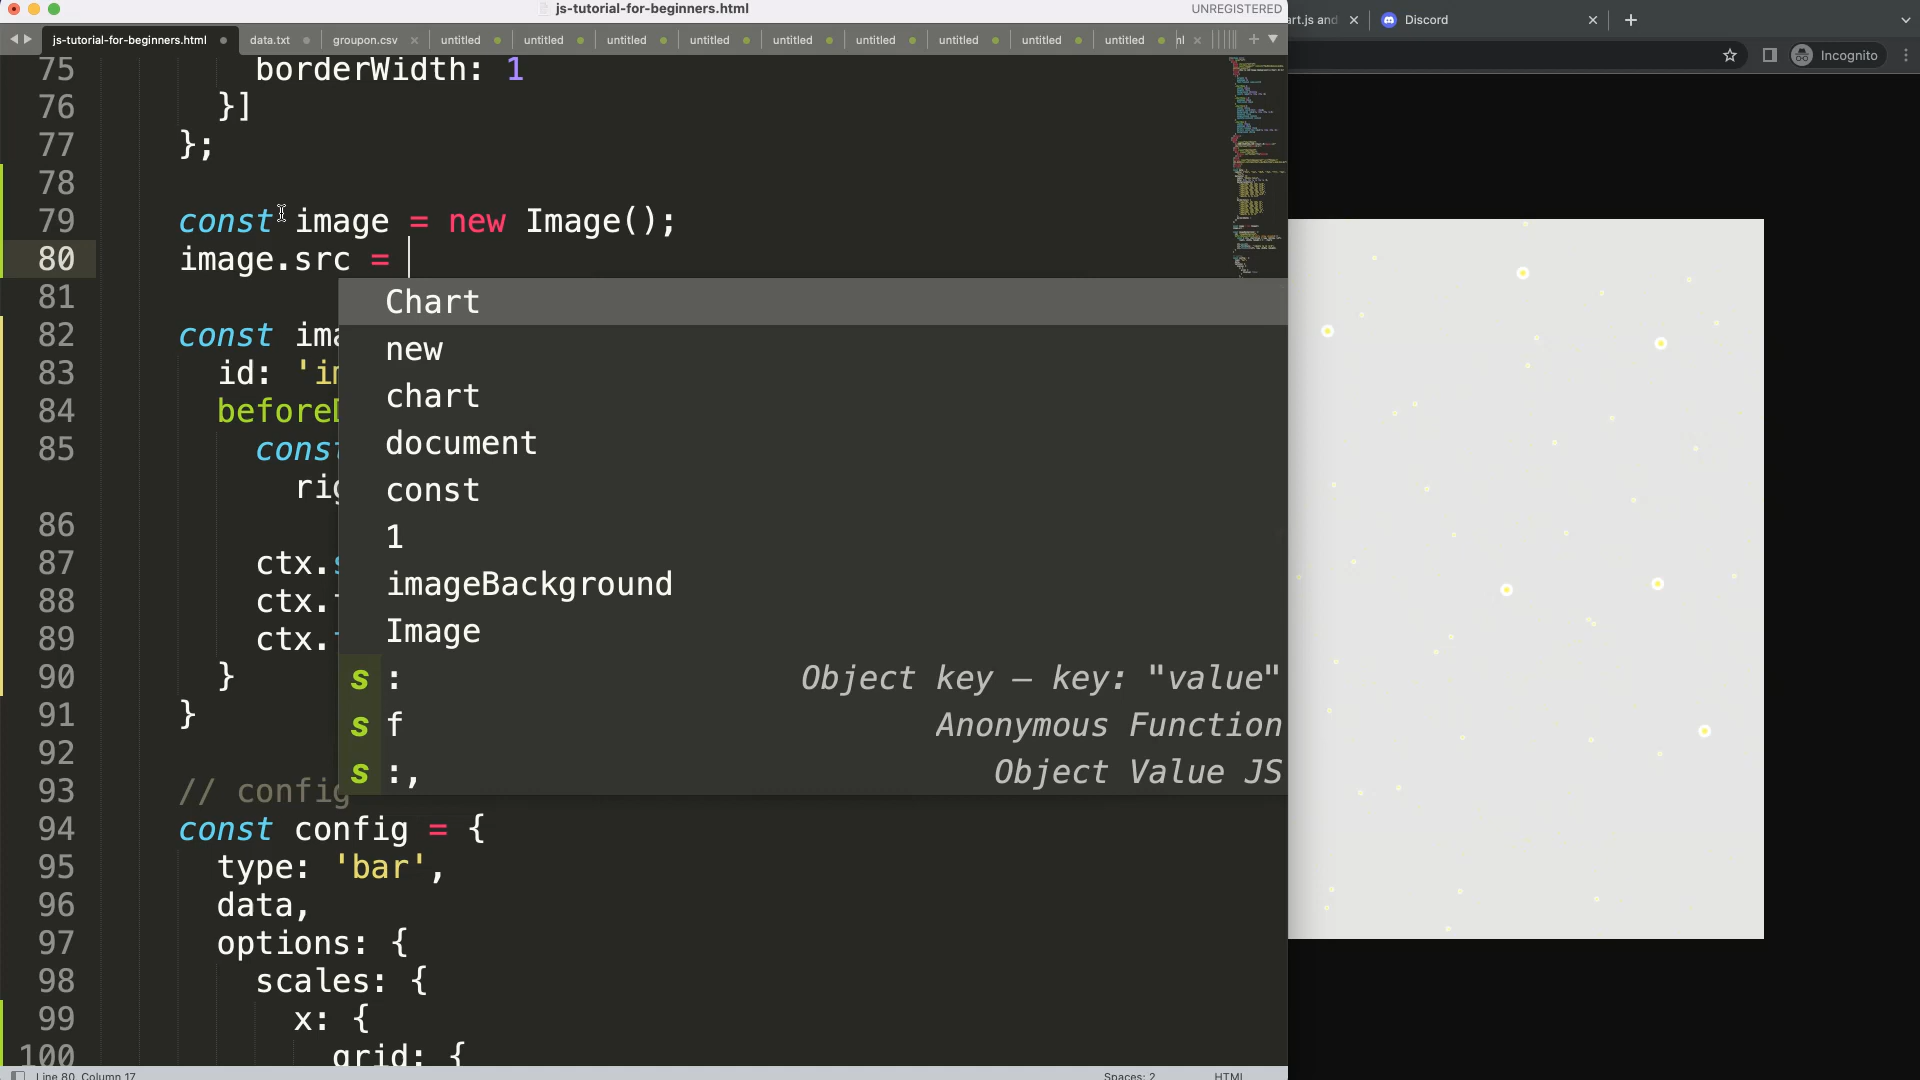 js-tutorial-for-beginners.html
UNREGISTERED
js-tutorial-for-beginners.html data.txt groupon.csv untitled untitled untitled untitled untitled untitled untitled untitled untitled
art.js and
Discord
Incognito
75 borderWidth: 1
76 }]
77 };
78
79 const image = new Image();
80 image.src =
81
82 const ima
83 id: 'im
84 before
85 const
rig
86
87 ctx.s
88 ctx.
89 ctx.
90 }
91 }
92
93 // config
94 const config = {
95 type: 'bar',
96 data,
97 options: {
98 scales: {
99 x: {
100 grid: {
Chart
new
chart
document
const
1
imageBackground
Image
s : Object key — key: "value"
s f Anonymous Function
s :, Object Value JS
Line 80, Column 17
Spaces: 2
HTML